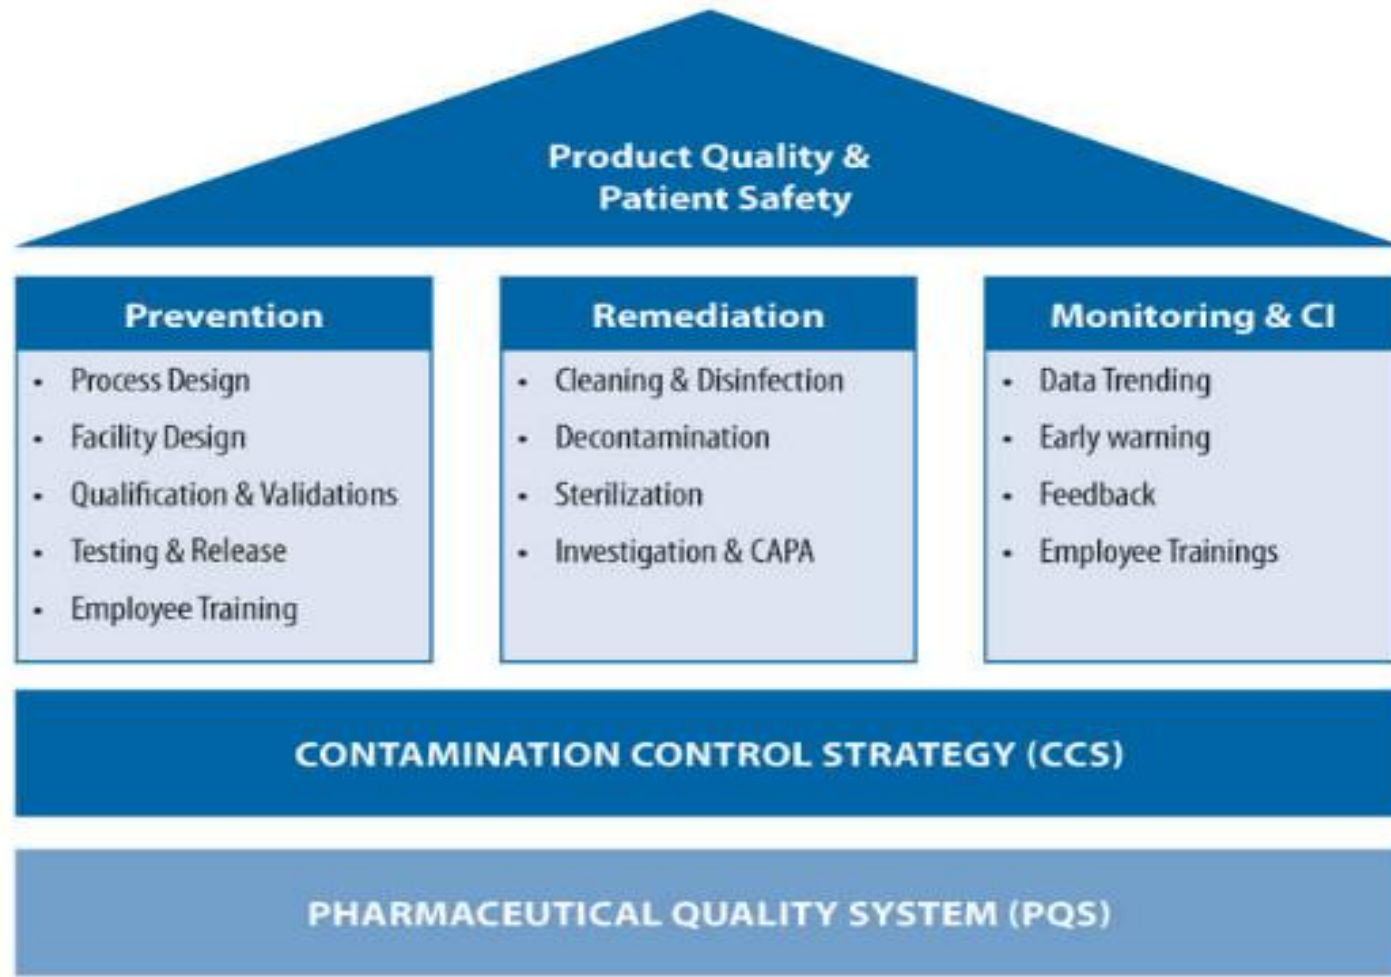 Product Quality &
Patient Safety
Prevention
• Process Design
• Facility Design
• Qualification & Validations
• Testing & Release
• Employee Training
Remediation
• Cleaning & Disinfection
• Decontamination
• Sterilization
• Investigation & CAPA
Monitoring & CI
• Data Trending
• Early warning
• Feedback
• Employee Trainings
CONTAMINATION CONTROL STRATEGY (CCS)
PHARMACEUTICAL QUALITY SYSTEM (PQS)